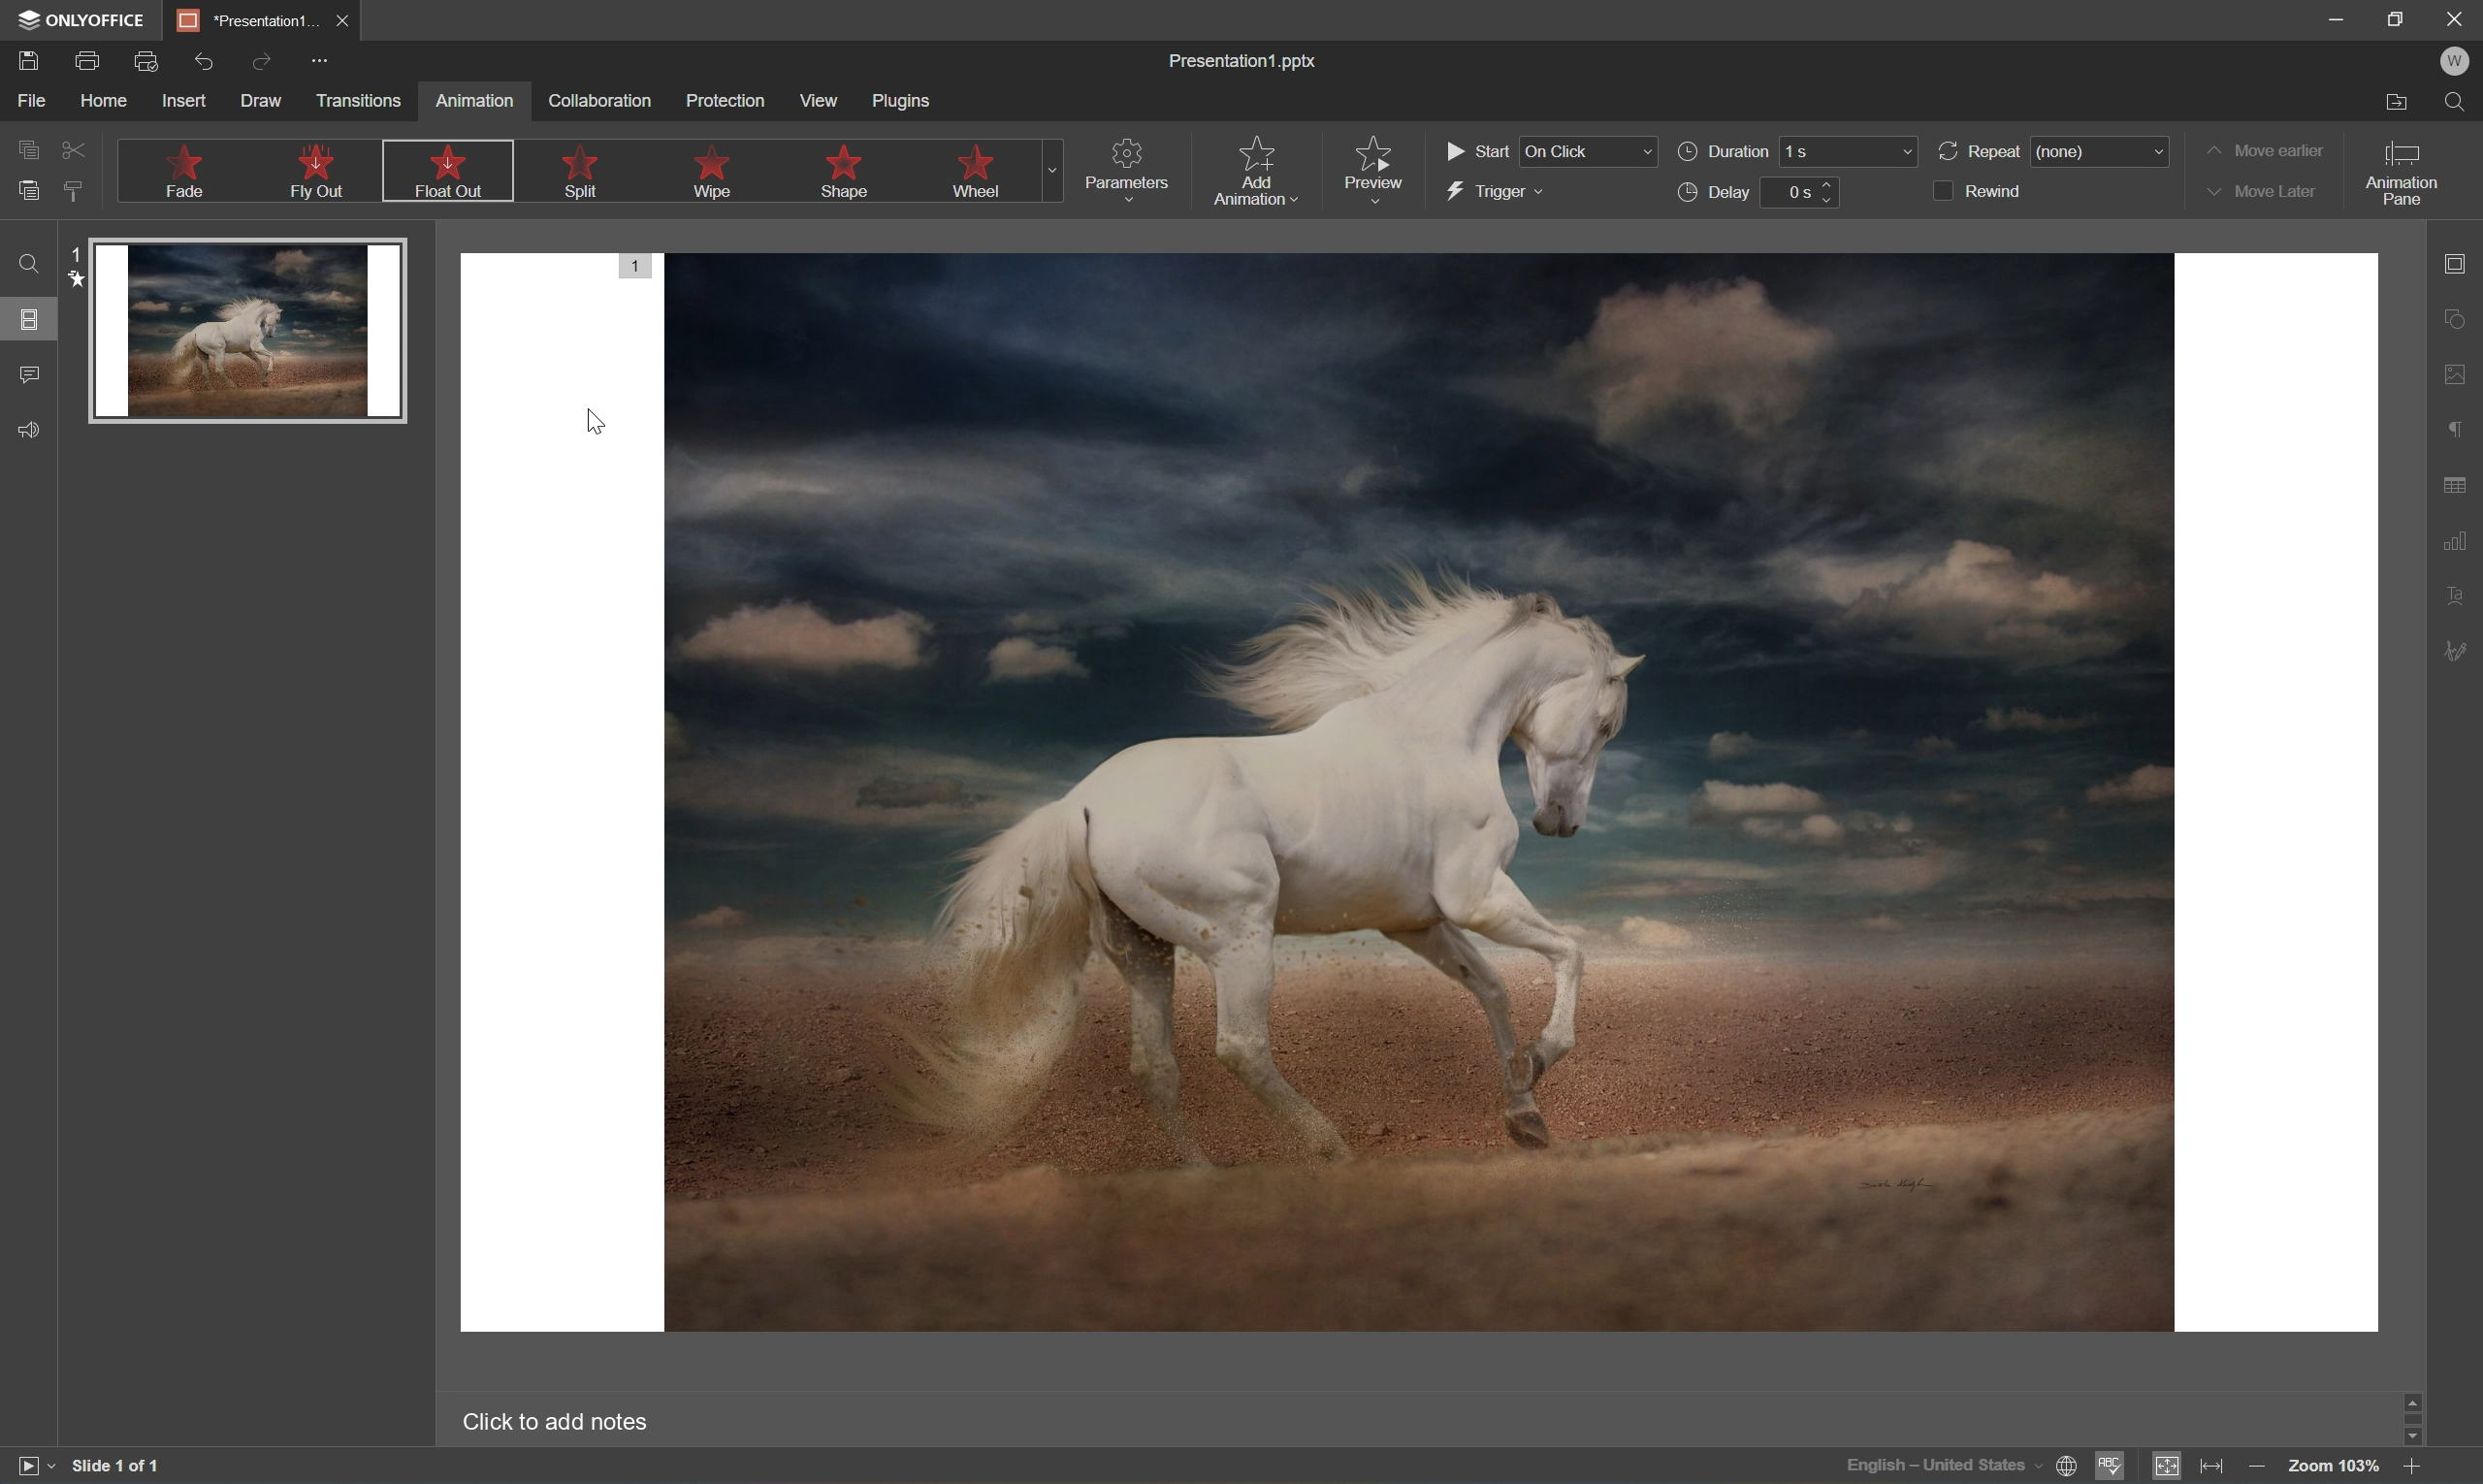 ONLYOFFICE
*Presentation1...
Presentation1.pptx
W
File
Home
Insert
Draw
Transitions
Animation
Collaboration
Protection
View
Plugins
Fade
Fly Out
Float Out
Split
Wipe
Shape
Wheel
Parameters
Add
Animation
Preview
Start
On Click
Trigger
Duration
1 s
Delay
0 s
Repeat
(none)
Rewind
Move earlier
Move Later
Animation
Pane
1
1
Click to add notes
Slide 1 of 1
English – United States
Zoom 103%